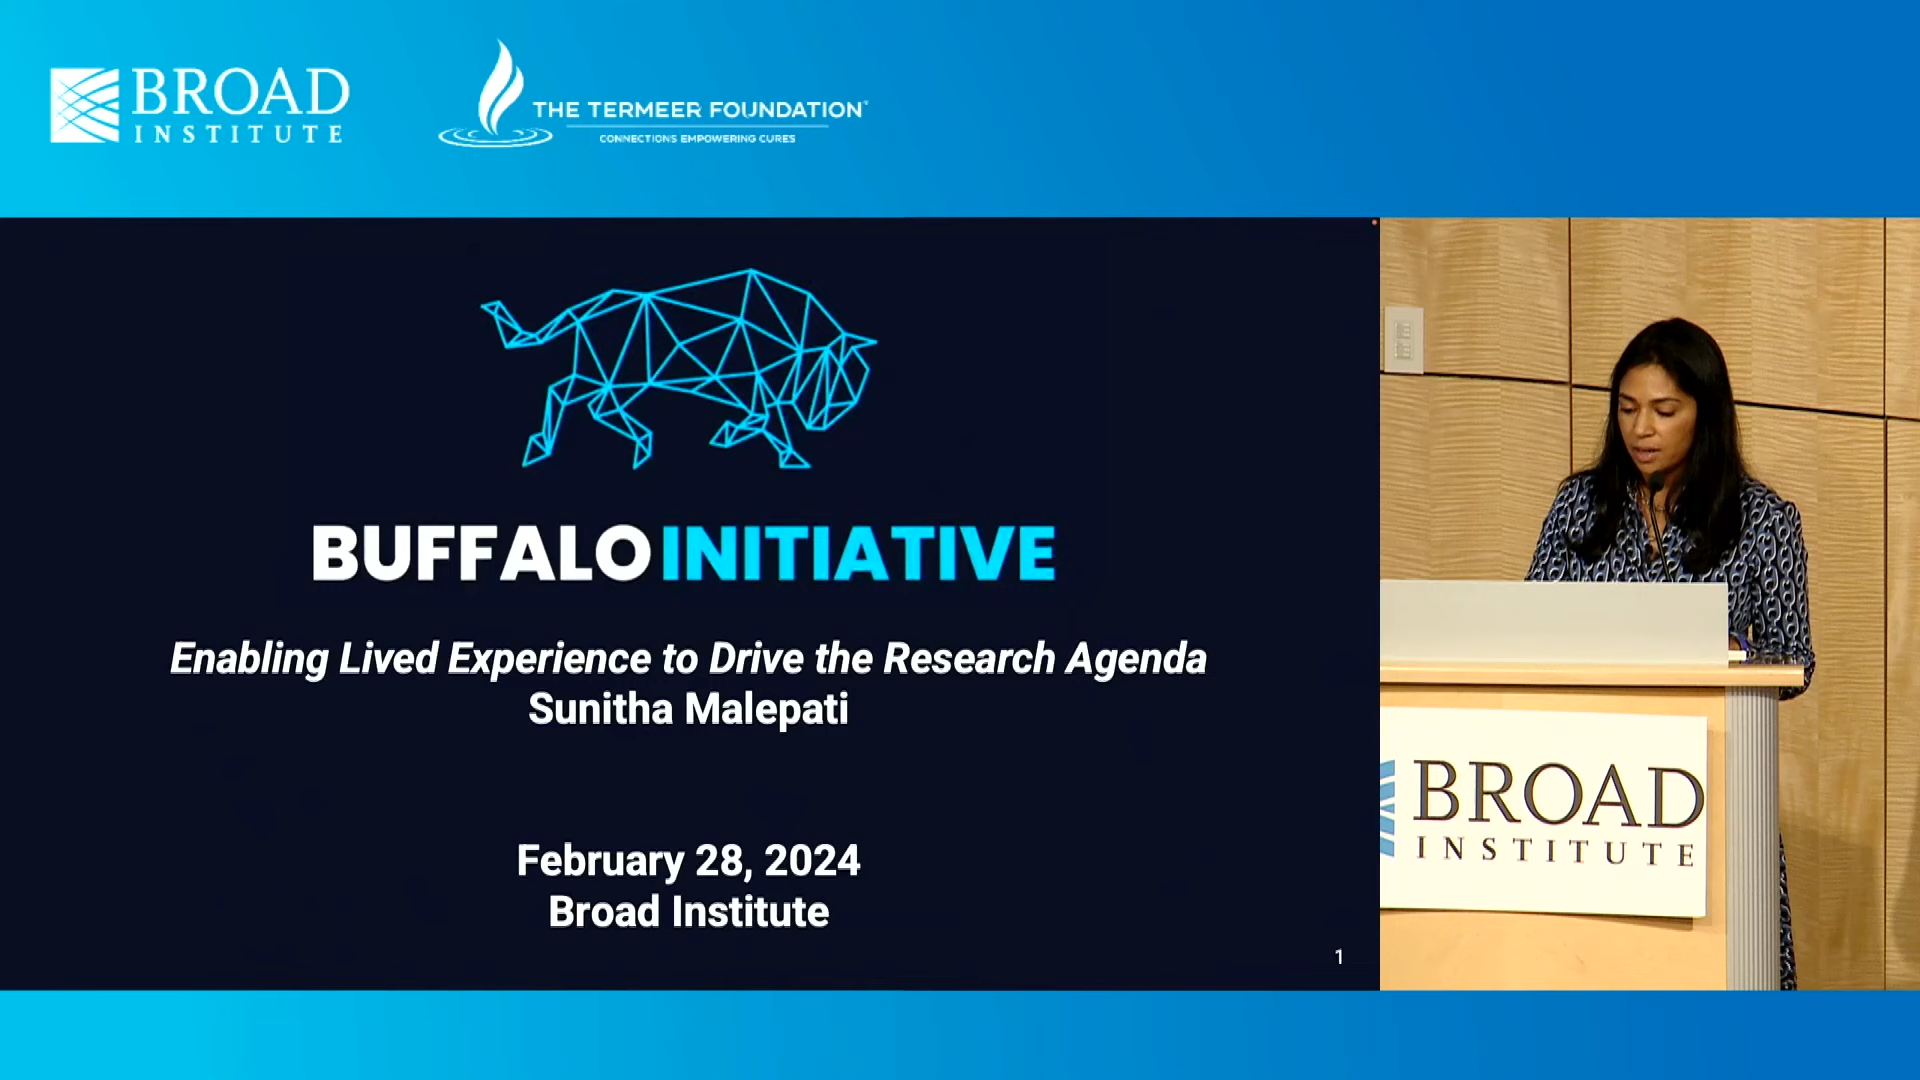 BROAD
INSTITUTE
THE TERMEER FOUNDATION
CONNECTIONS EMPOWERING CURES
BUFFALO INITIATIVE
Enabling Lived Experience to Drive the Research Agenda
Sunitha Malepati
February 28, 2024
Broad Institute
1
BROAD
INSTITUTE